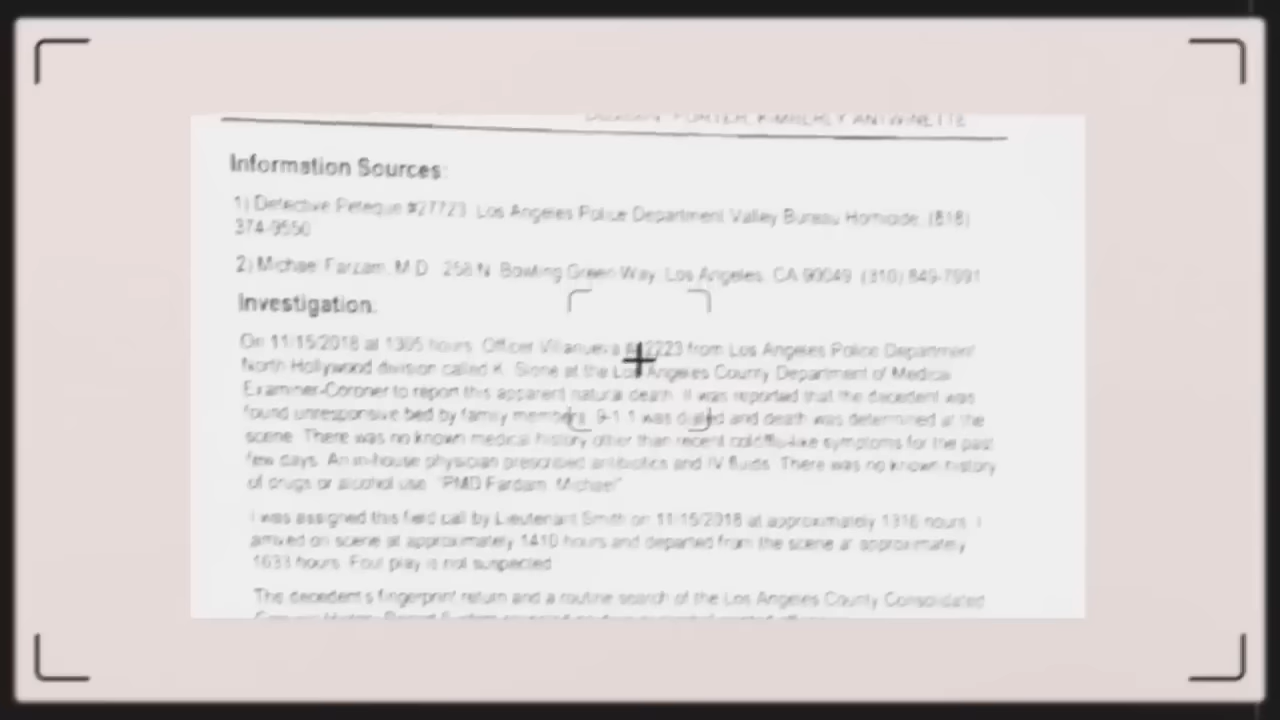 PORTER, KIMBERLY ANTWINETTE
Information Sources:
1) Detective #27723 Los Angeles Police Department Valley Bureau Homicide (818)
374-9550
2) Michael Farzam, M.D. 258 N. Bowling Green Way, Los Angeles, CA 90049 (310) 849-7991
Investigation:
On 11/15/2018 at 1305 hours, Officer Villanueva from Los Angeles Police Department
North Hollywood division called K. at the Los Angeles County Department of Medical
Examiner-Coroner to report this apparent natural death. It was reported that the decedent was
found unresponsive bed by family members. 9-1-1 was dialed and death was determined at the
scene. There was no known medical history other than recent cold/flu-like symptoms for the past
few days. An in-house physician prescribed antibiotics and IV fluids. There was no known history
of drugs or alcohol use. "PMD Fardam, Michael"
I was assigned this field call by Lieutenant Smith on 11/15/2018 at approximately 1316 hours. I
arrived on scene at approximately 1410 hours and departed from the scene at approximately
1633 hours. Foul play is not suspected.
The decedent's fingerprint return and a routine search of the Los Angeles County Consolidated